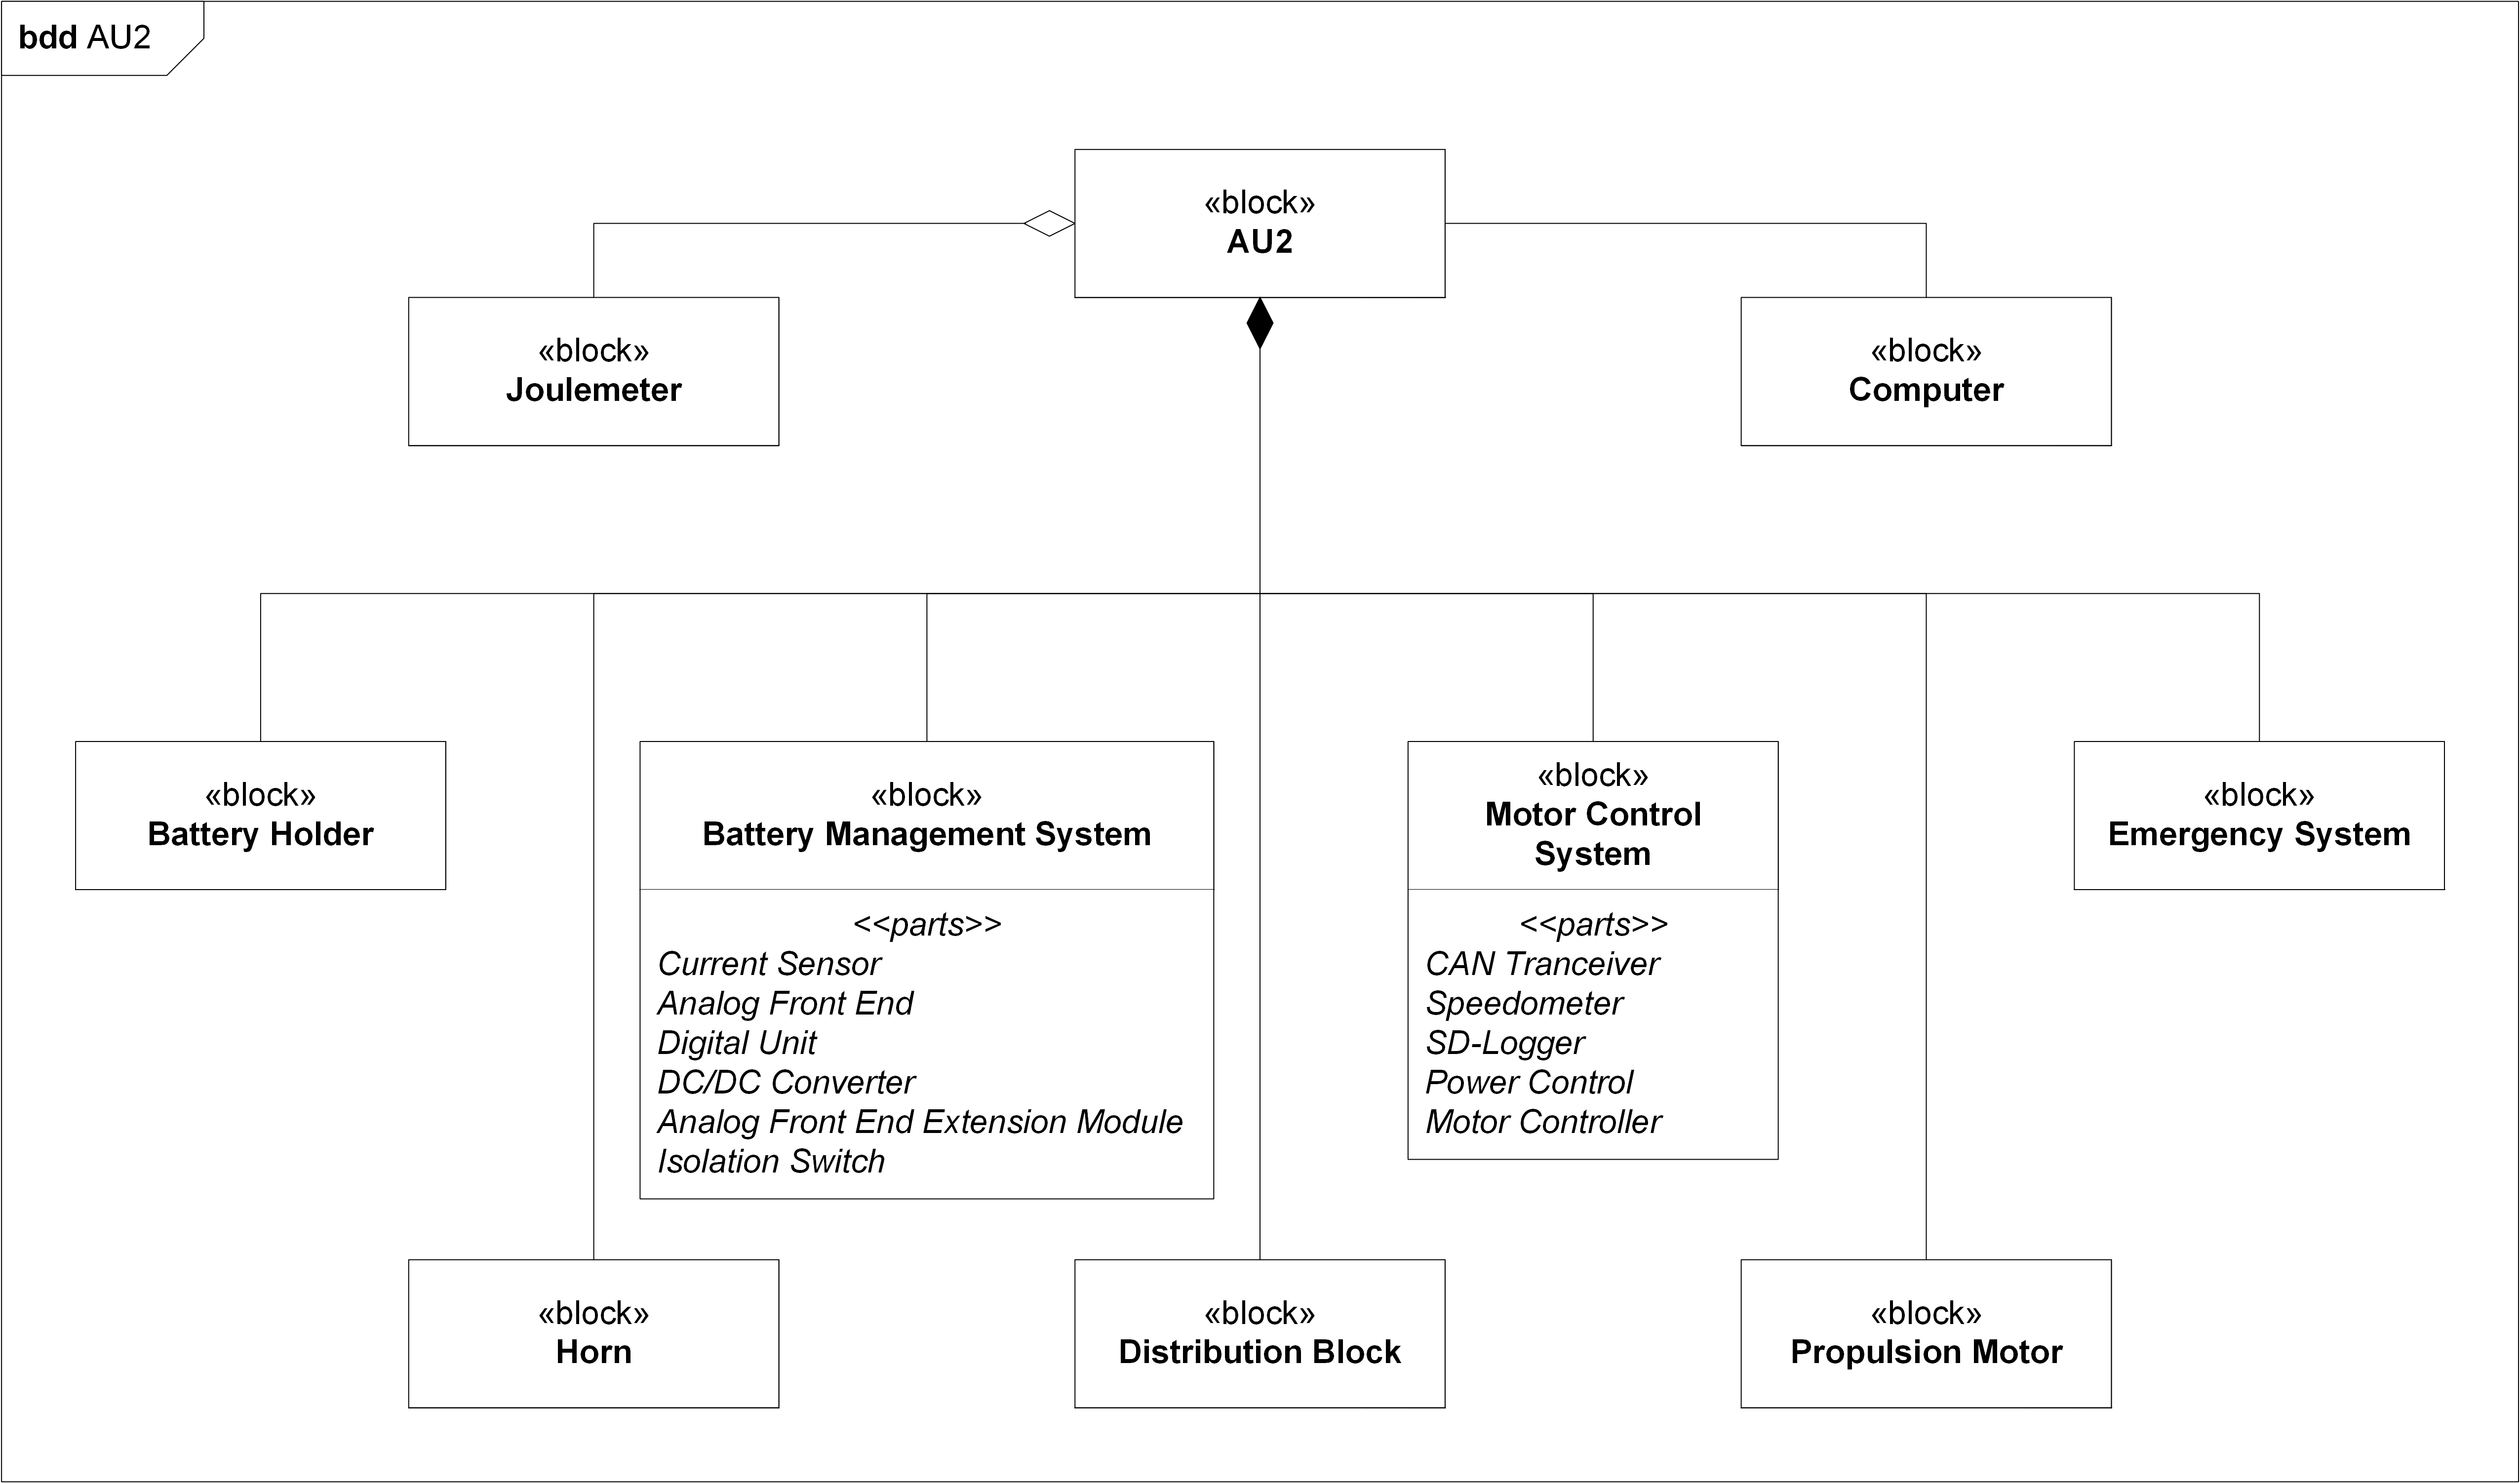 bdd AU2
«block»
AU2
«block»
Joulemeter
«block»
Computer
«block»
Battery Holder
«block»
Battery Management System
<<parts>>
Current Sensor
Analog Front End
Digital Unit
DC/DC Converter
Analog Front End Extension Module
Isolation Switch
«block»
Motor Control
System
<<parts>>
CAN Tranceiver
Speedometer
SD-Logger
Power Control
Motor Controller
«block»
Emergency System
«block»
Horn
«block»
Distribution Block
«block»
Propulsion Motor